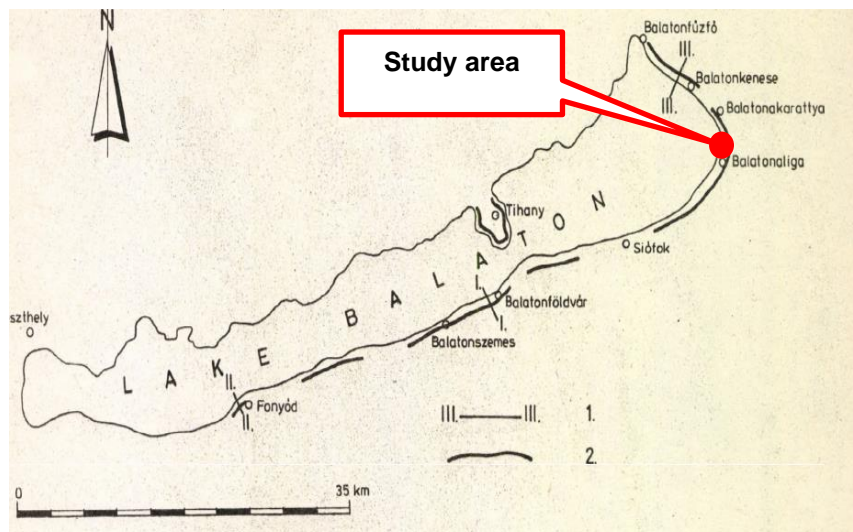 N
Study area
Balatonfűzfő
III.
III.
Balatonkenese
Balatonakarattya
Balatonaliga
Tihany
Siófok
LAKE BALATON
I.
I.
Balatonföldvár
Balatonszemes
szthely
II.
II.
Fonyód
III. III. 1.
2.
0 35 km